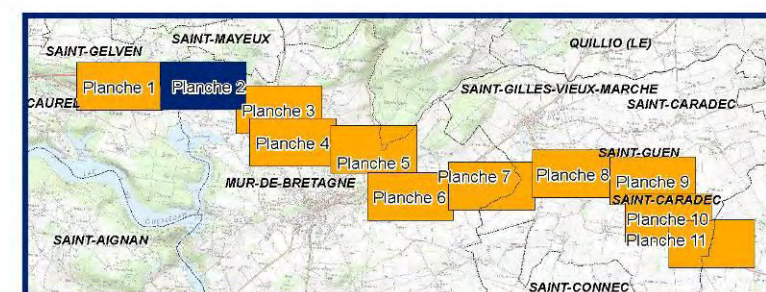 SAINT-MAYEUX
QUILLIO (LE)
SAINT-GELVEN
Planche 1
Planche 2
SAINT-GILLES-VIEUX-MARCHE
CAUREL
Planche 3
SAINT-CARADEC
Planche 4
SAINT-GUEN
Planche 5
Planche 7
Planche 8
Planche 9
MUR-DE-BRETAGNE
Planche 6
SAINT-CARADEC
Planche 10
SAINT-AIGNAN
Planche 11
SAINT-CONNEC